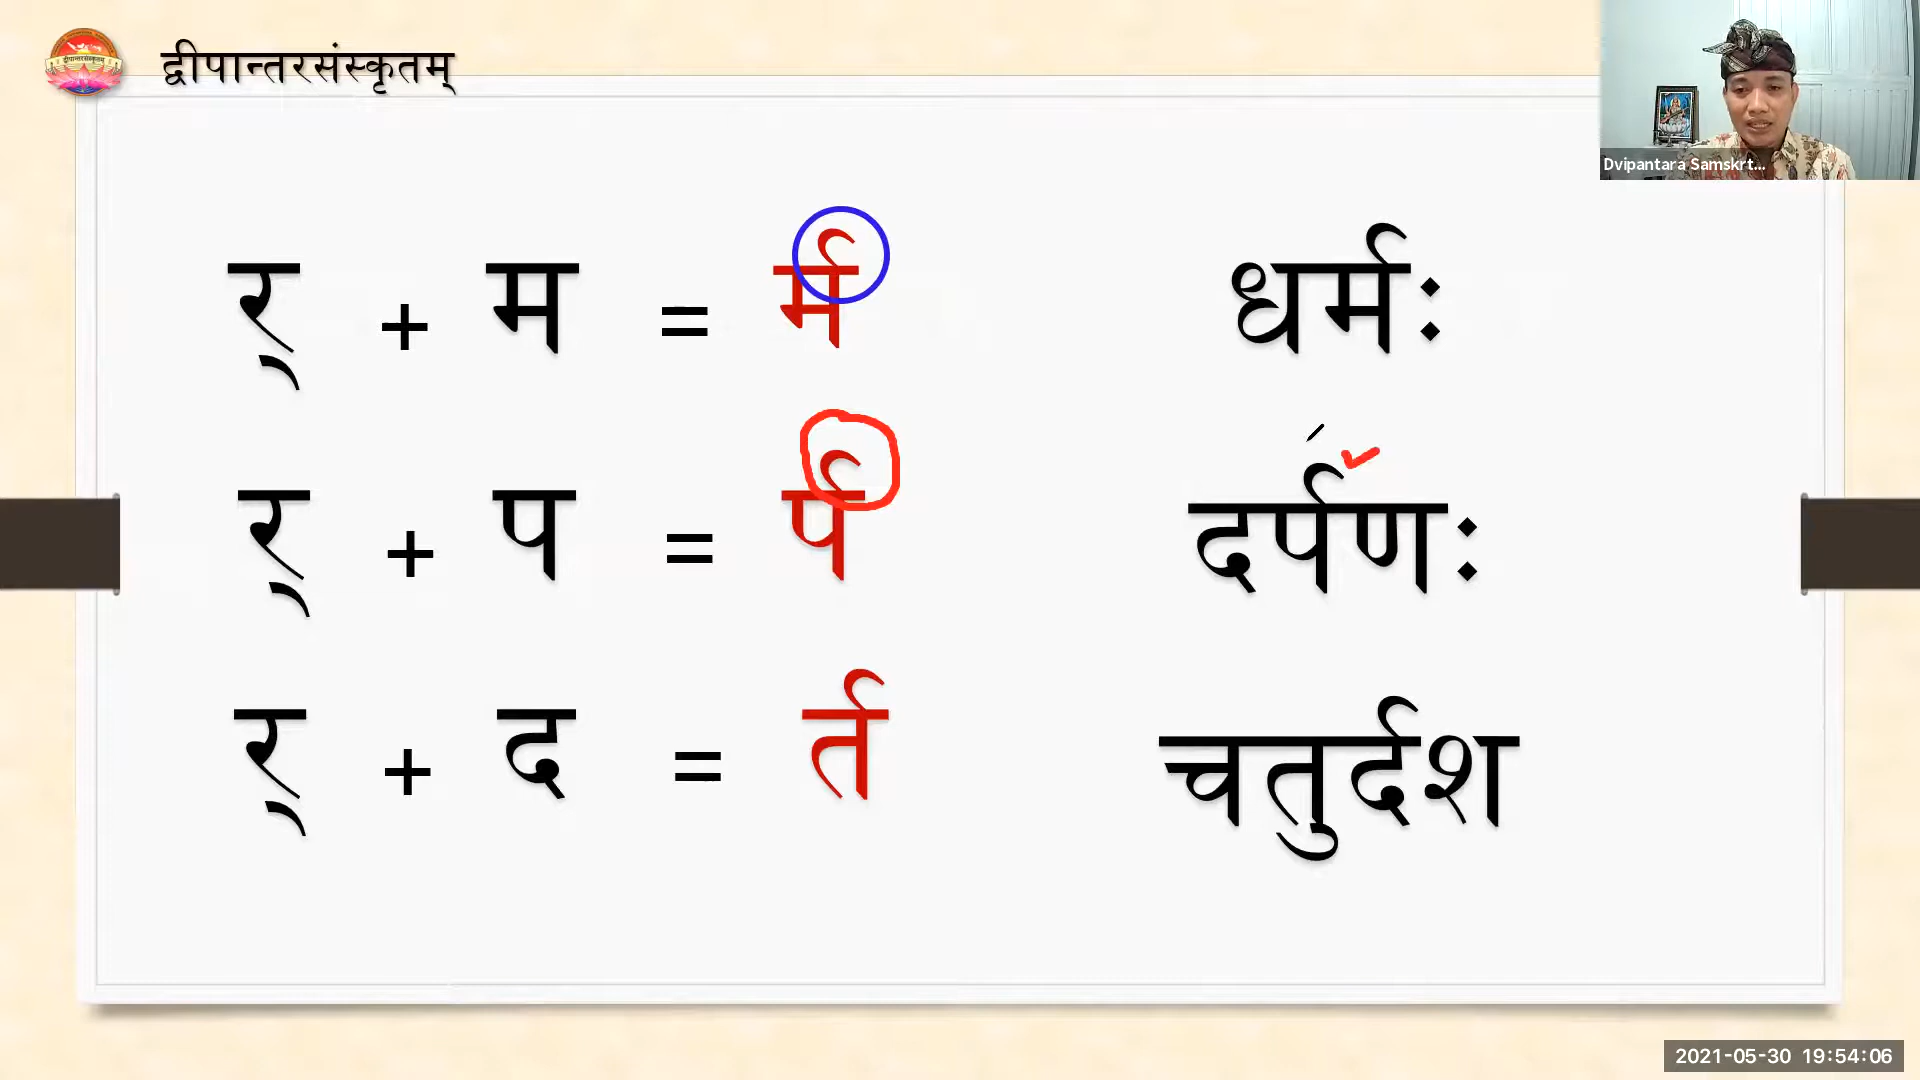 द्वीपान्तरसंस्कृतम्
Dvipantara Samskrt...
र् + म = र्म धर्मः
र् + प = र्प दर्पणः
र् + द = र्त चतुर्दश
2021-05-30 19:54:06